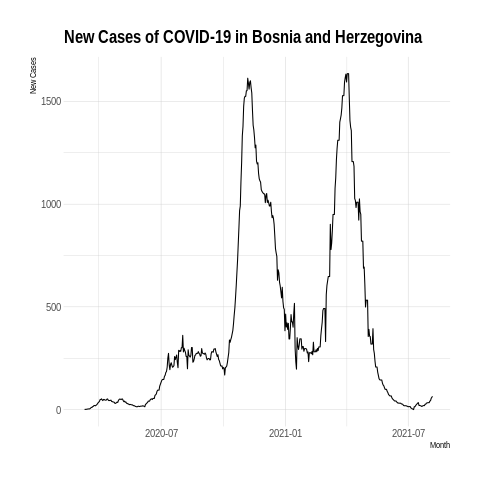 New Cases of COVID-19 in Bosnia and Herzegovina
New Cases
1500
1000
500
0
2020-07
2021-01
2021-07
Month